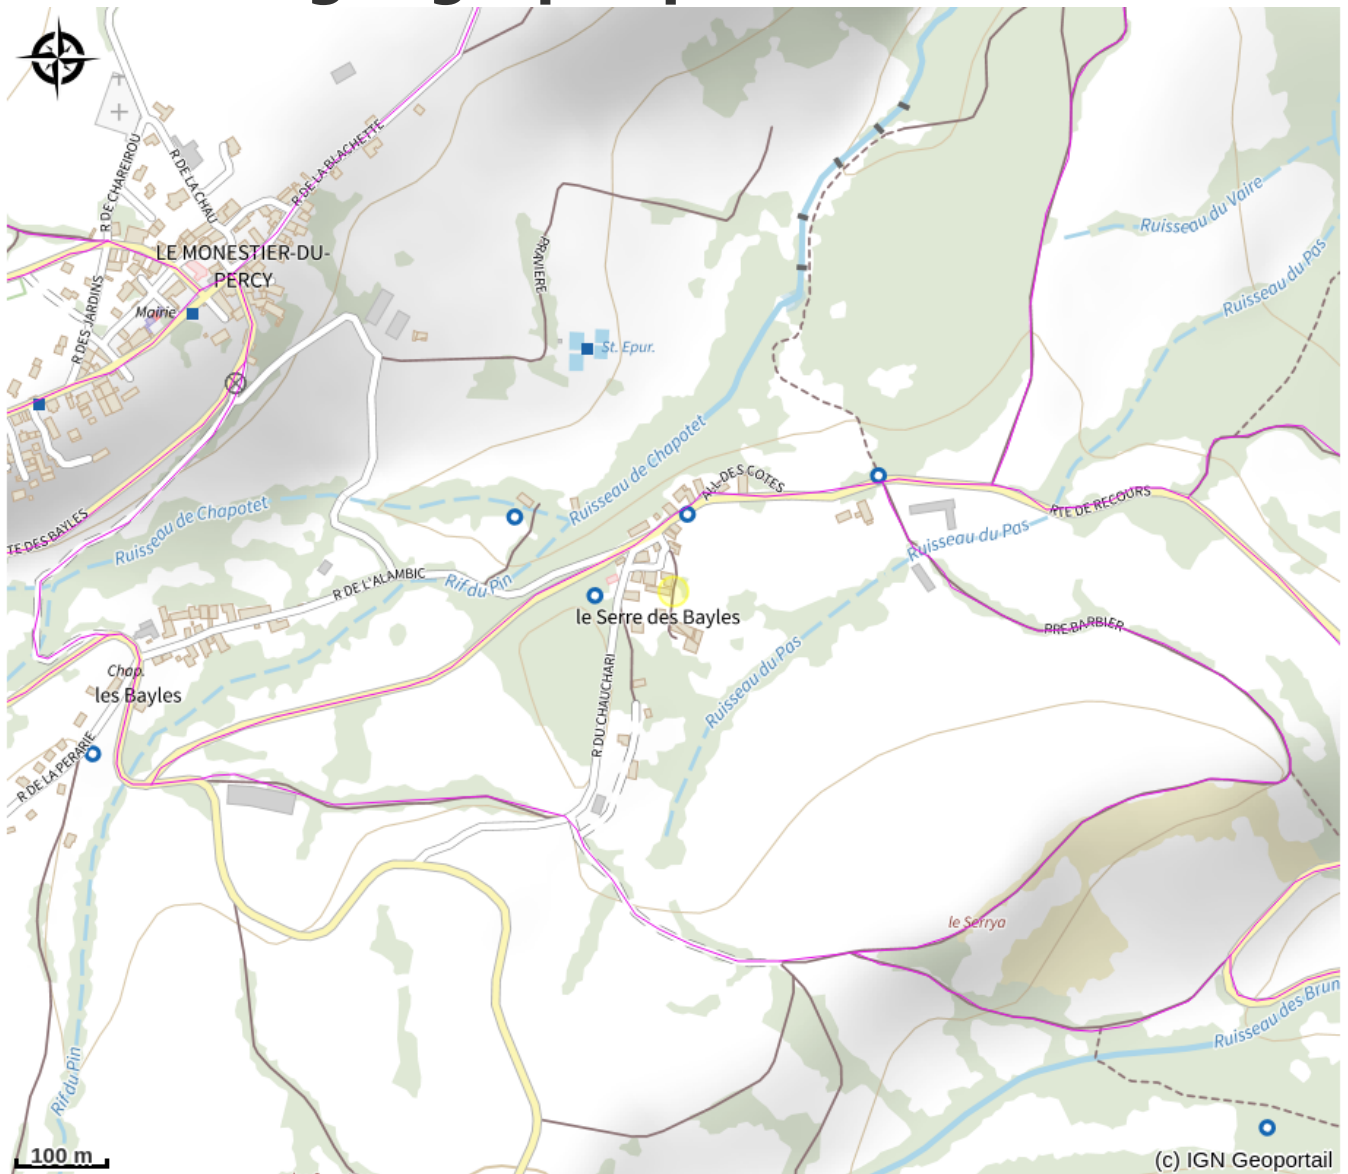 R DE CHAREIROU
R DE LA CHAU
R DE LA BLACHETTE
LE MONESTIER-DU-
PERCY
Mairie
R DES JARDINS
PRANIERE
St. Epur.
Ruisseau du Vaire
Ruisseau du Pas
Ruisseau de Chapotet
ALL DES COTES
RTE DE RECOURS
Ruisseau de Chapotet
TE DES BAYLES
Ruisseau du Pas
R DE L'ALAMBIC
Rif du Pin
le Serre des Bayles
PRE BARBIER
Chap.
les Bayles
R DU CHAUCHARI
Ruisseau du Pas
R DE LA PERARIE
le Serrya
Ruisseau des Brun
Rif du Pin
100 m
(c) IGN Geoportail